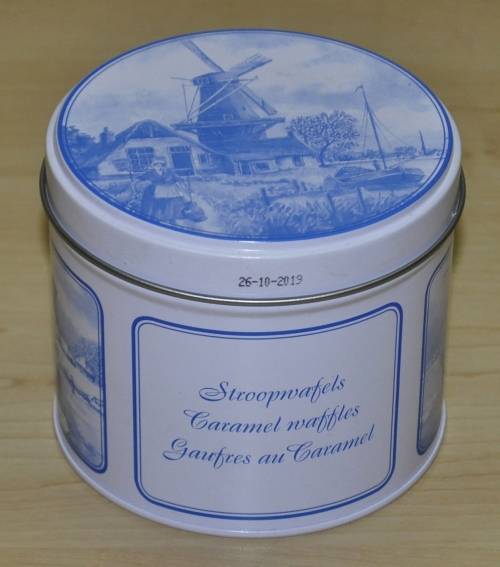 26-10-2019
Stroopwafels
Caramel waffles
Gaufres au Caramel